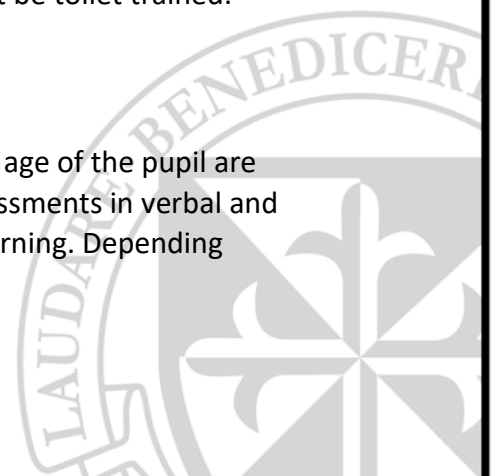 be toilet trained.
age of the pupil are
ssments in verbal and
rning. Depending
LAUDARE BENEDICER